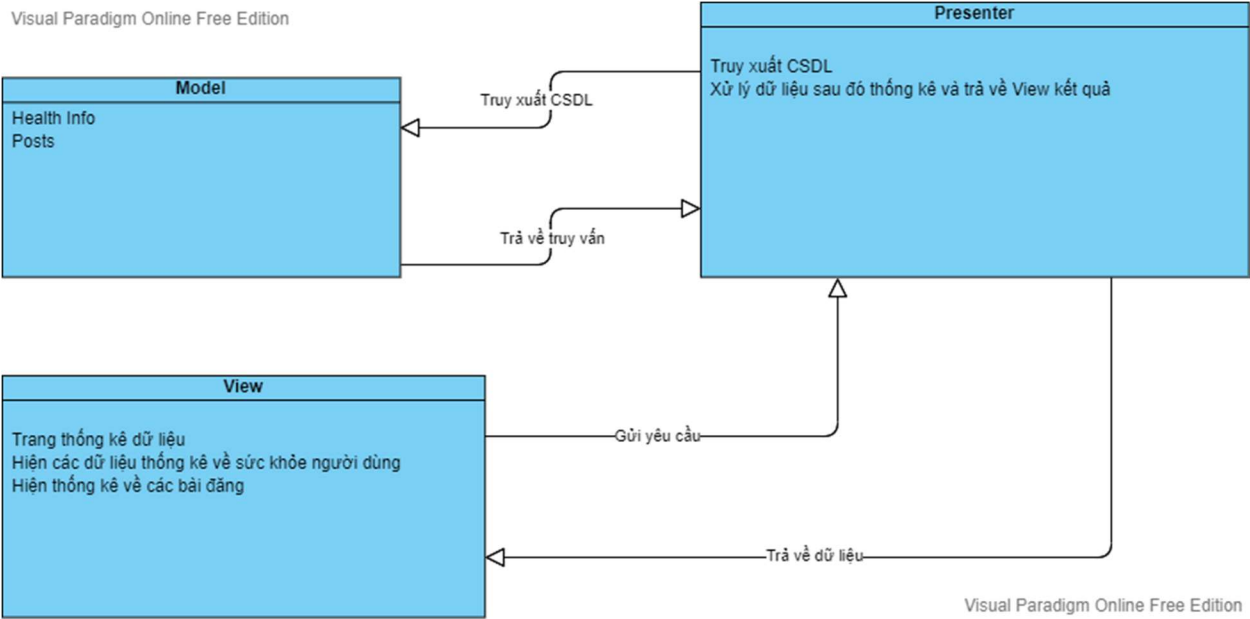 Visual Paradigm Online Free Edition
Presenter
Truy xuất CSDL
Xử lý dữ liệu sau đó thống kê và trả về View kết quả
Model
Health Info
Posts
Truy xuất CSDL
Trả về truy vấn
View
Trang thống kê dữ liệu
Hiện các dữ liệu thống kê về sức khỏe người dùng
Hiện thống kê về các bài đăng
Gửi yêu cầu
Trả về dữ liệu
Visual Paradigm Online Free Edition